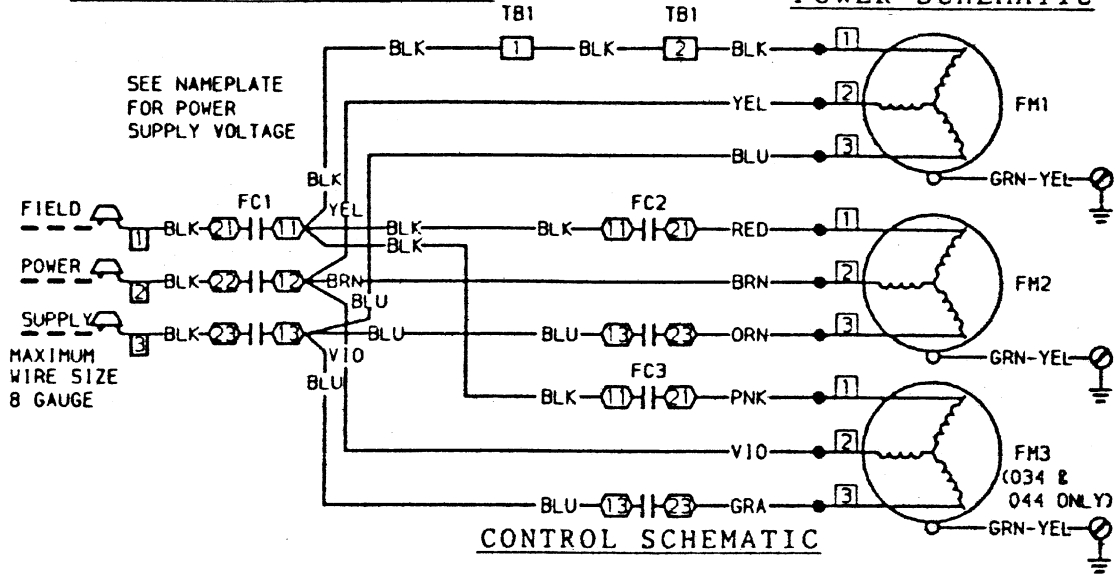 POWER SCHEMATIC
TB1 TB1
BLK 1 BLK 2 BLK 1
SEE NAMEPLATE
FOR POWER
SUPPLY VOLTAGE
YEL 2 FM1
BLU 3
BLK
GRN-YEL
FIELD FC1 YEL FC2
1 BLK 21 11 BLK BLK 11 21 RED 1
BLK
POWER
2 BLK 22 12 BRN BRN 2 FM2
BLU
SUPPLY
3 BLK 23 13 BLU BLU 13 23 ORN 3
MAXIMUM
WIRE SIZE
8 GAUGE
VIO
GRN-YEL
BLU FC3
BLK 11 21 PNK 1
VIO 2 FM3
(034 &
044 ONLY)
BLU 13 23 GRA 3
GRN-YEL
CONTROL SCHEMATIC